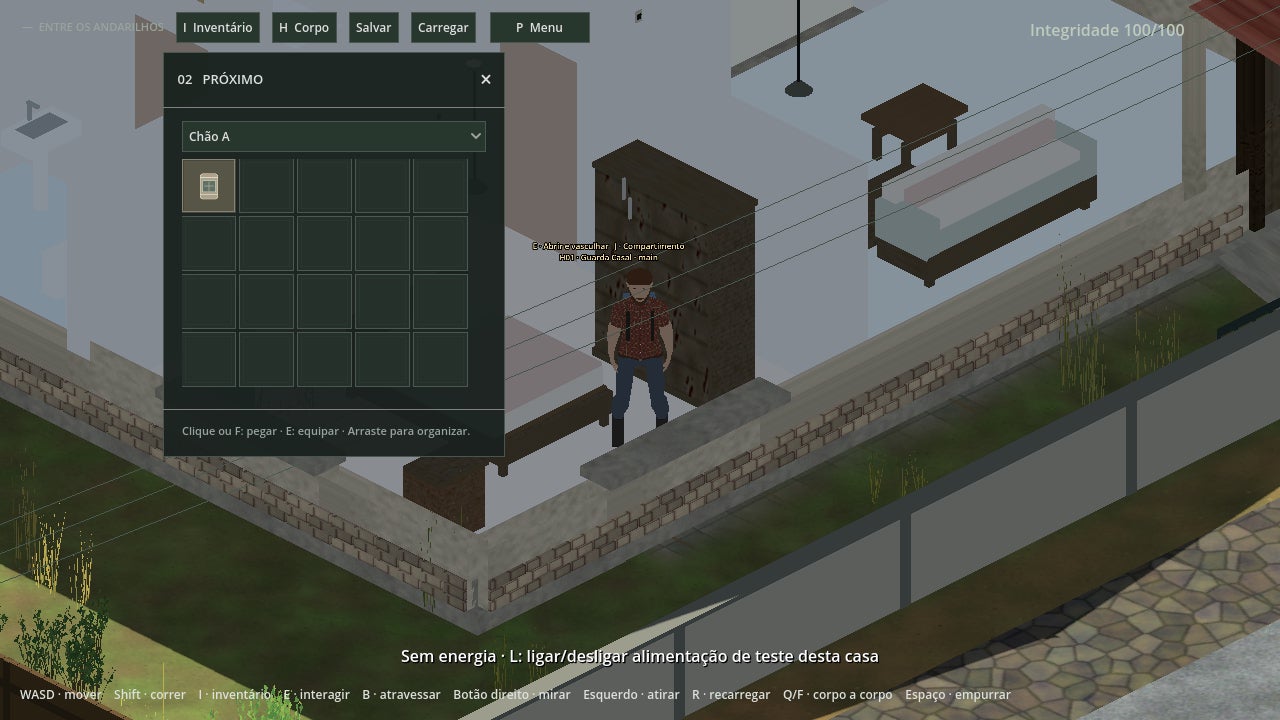 — ENTRE OS ANDARILHOS
I Inventário
H Corpo
Salvar
Carregar
P Menu
Integridade 100/100
02 PRÓXIMO
×
Chão A
E · Abrir e vasculhar | · Compartimento
H01 · Guarda Casal · main
Clique ou F: pegar · E: equipar · Arraste para organizar.
Sem energia · L: ligar/desligar alimentação de teste desta casa
WASD · mover Shift · correr I · inventário E · interagir B · atravessar Botão direito · mirar Esquerdo · atirar R · recarregar Q/F · corpo a corpo Espaço · empurrar